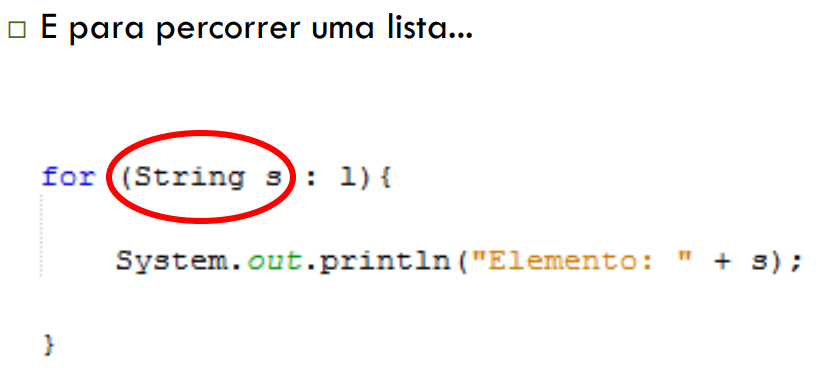 E para percorrer uma lista...
for (String s : l){
System.out.println("Elemento: " + s);
}